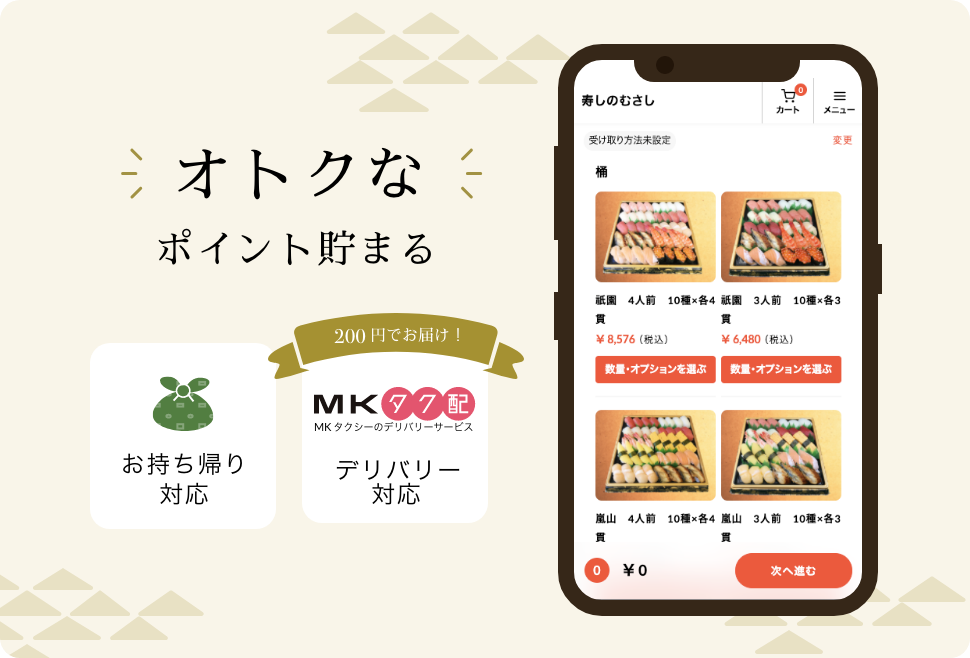 オトクな
ポイント貯まる
お持ち帰り
対応
200円でお届け！
MKタク配
MKタクシーのデリバリーサービス
デリバリー
対応
寿しのむさし
0
カート
メニュー
受け取り方法未設定
変更
桶
祇園　4人前　10種×各4
貫
￥8,576（税込）
数量・オプションを選ぶ
祇園　3人前　10種×各3
貫
￥6,480（税込）
数量・オプションを選ぶ
嵐山　4人前　10種×各4
貫
嵐山　3人前　10種×各3
貫
0
￥0
次へ進む